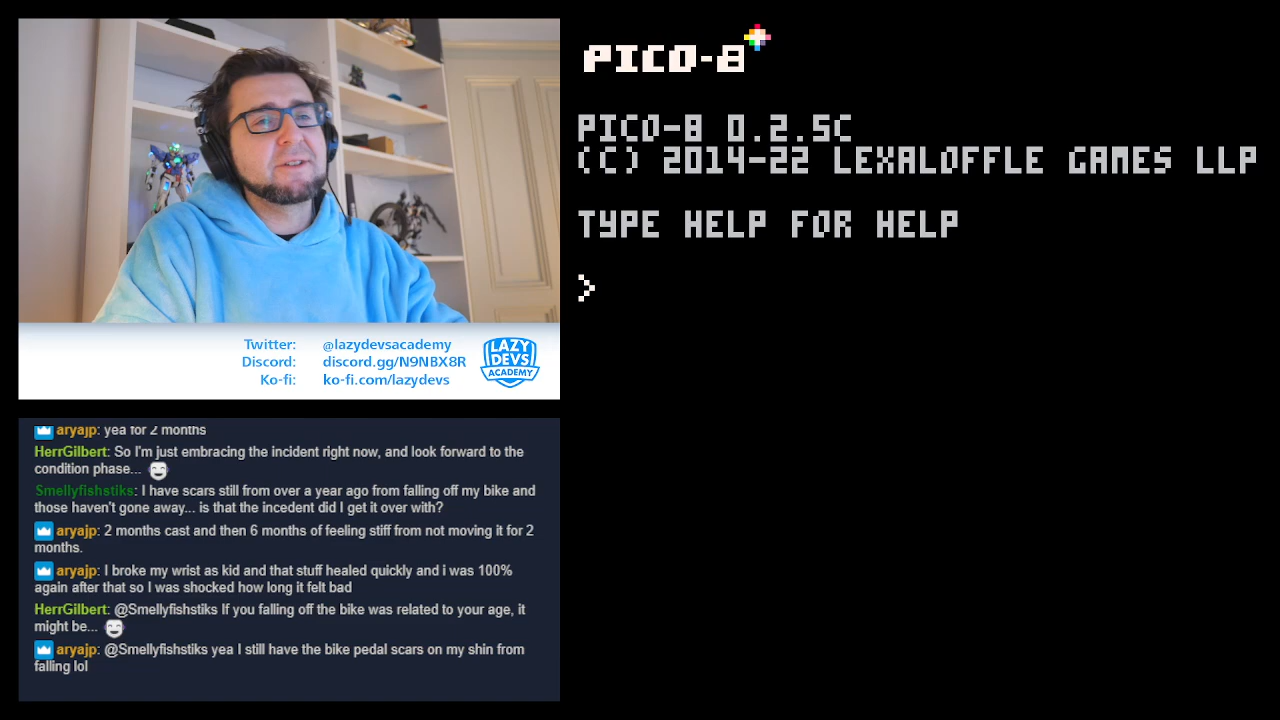 PICO-8
PICO-8 0.2.5C
(C) 2014-22 LEXALOFFLE GAMES LLP
TYPE HELP FOR HELP
>
Twitter: @lazydevsacademy
Discord: discord.gg/N9NBX8R
Ko-fi: ko-fi.com/lazydevs
LAZY
DEVS
ACADEMY
aryajp: yea for 2 months
HerrGilbert: So I'm just embracing the incident right now, and look forward to the
condition phase...
Smellyfishstiks: I have scars still from over a year ago from falling off my bike and
those haven't gone away... is that the incedent did I get it over with?
aryajp: 2 months cast and then 6 months of feeling stiff from not moving it for 2
months.
aryajp: I broke my wrist as kid and that stuff healed quickly and i was 100%
again after that so I was shocked how long it felt bad
HerrGilbert: @Smellyfishstiks If you falling off the bike was related to your age, it
might be...
aryajp: @Smellyfishstiks yea I still have the bike pedal scars on my shin from
falling lol